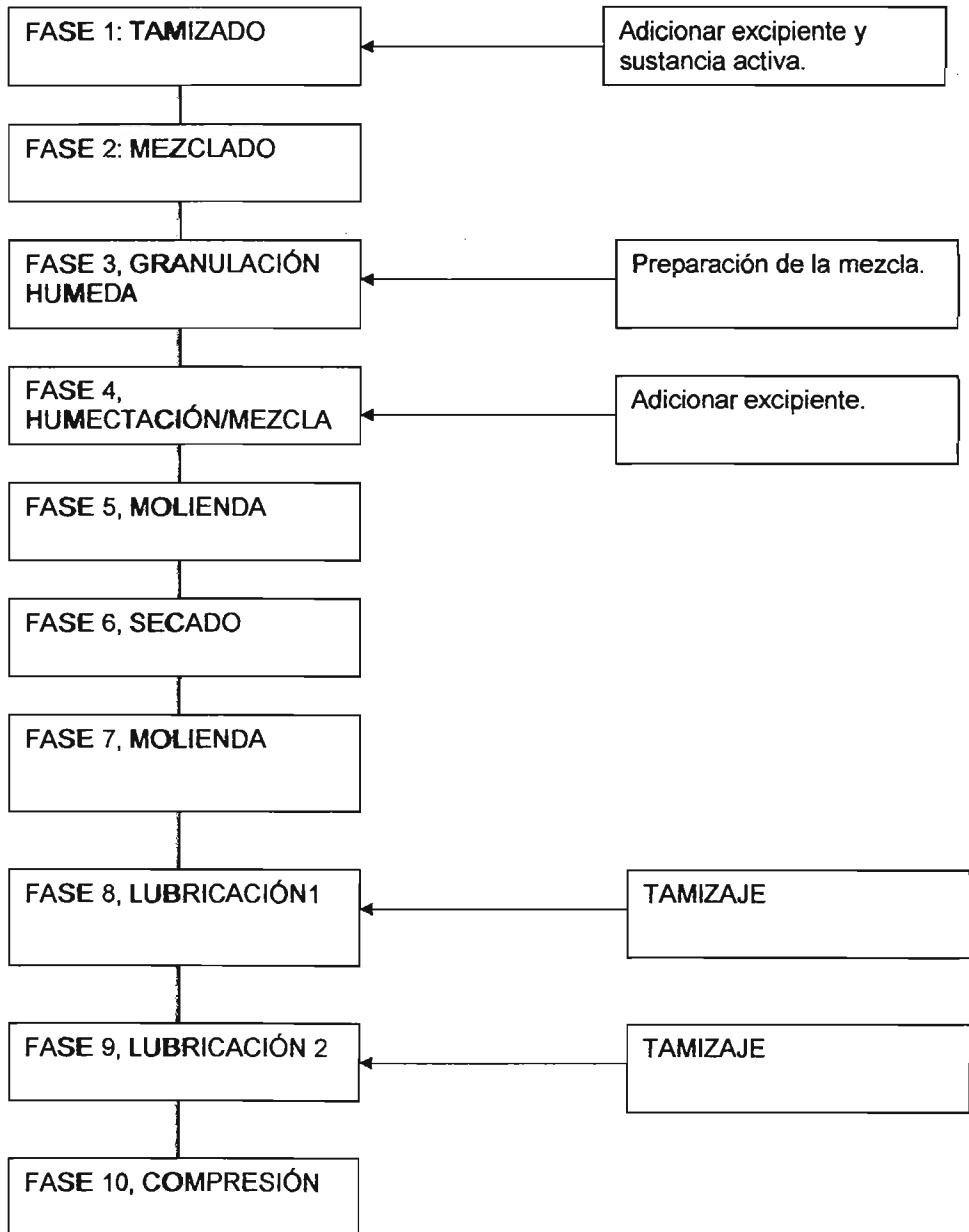 FASE 1: TAMIZADO
Adicionar excipiente y
sustancia activa.
FASE 2: MEZCLADO
FASE 3, GRANULACIÓN
HUMEDA
Preparación de la mezcla.
FASE 4,
HUMECTACIÓN/MEZCLA
Adicionar excipiente.
FASE 5, MOLIENDA
FASE 6, SECADO
FASE 7, MOLIENDA
FASE 8, LUBRICACIÓN1
TAMIZAJE
FASE 9, LUBRICACIÓN 2
TAMIZAJE
FASE 10, COMPRESIÓN